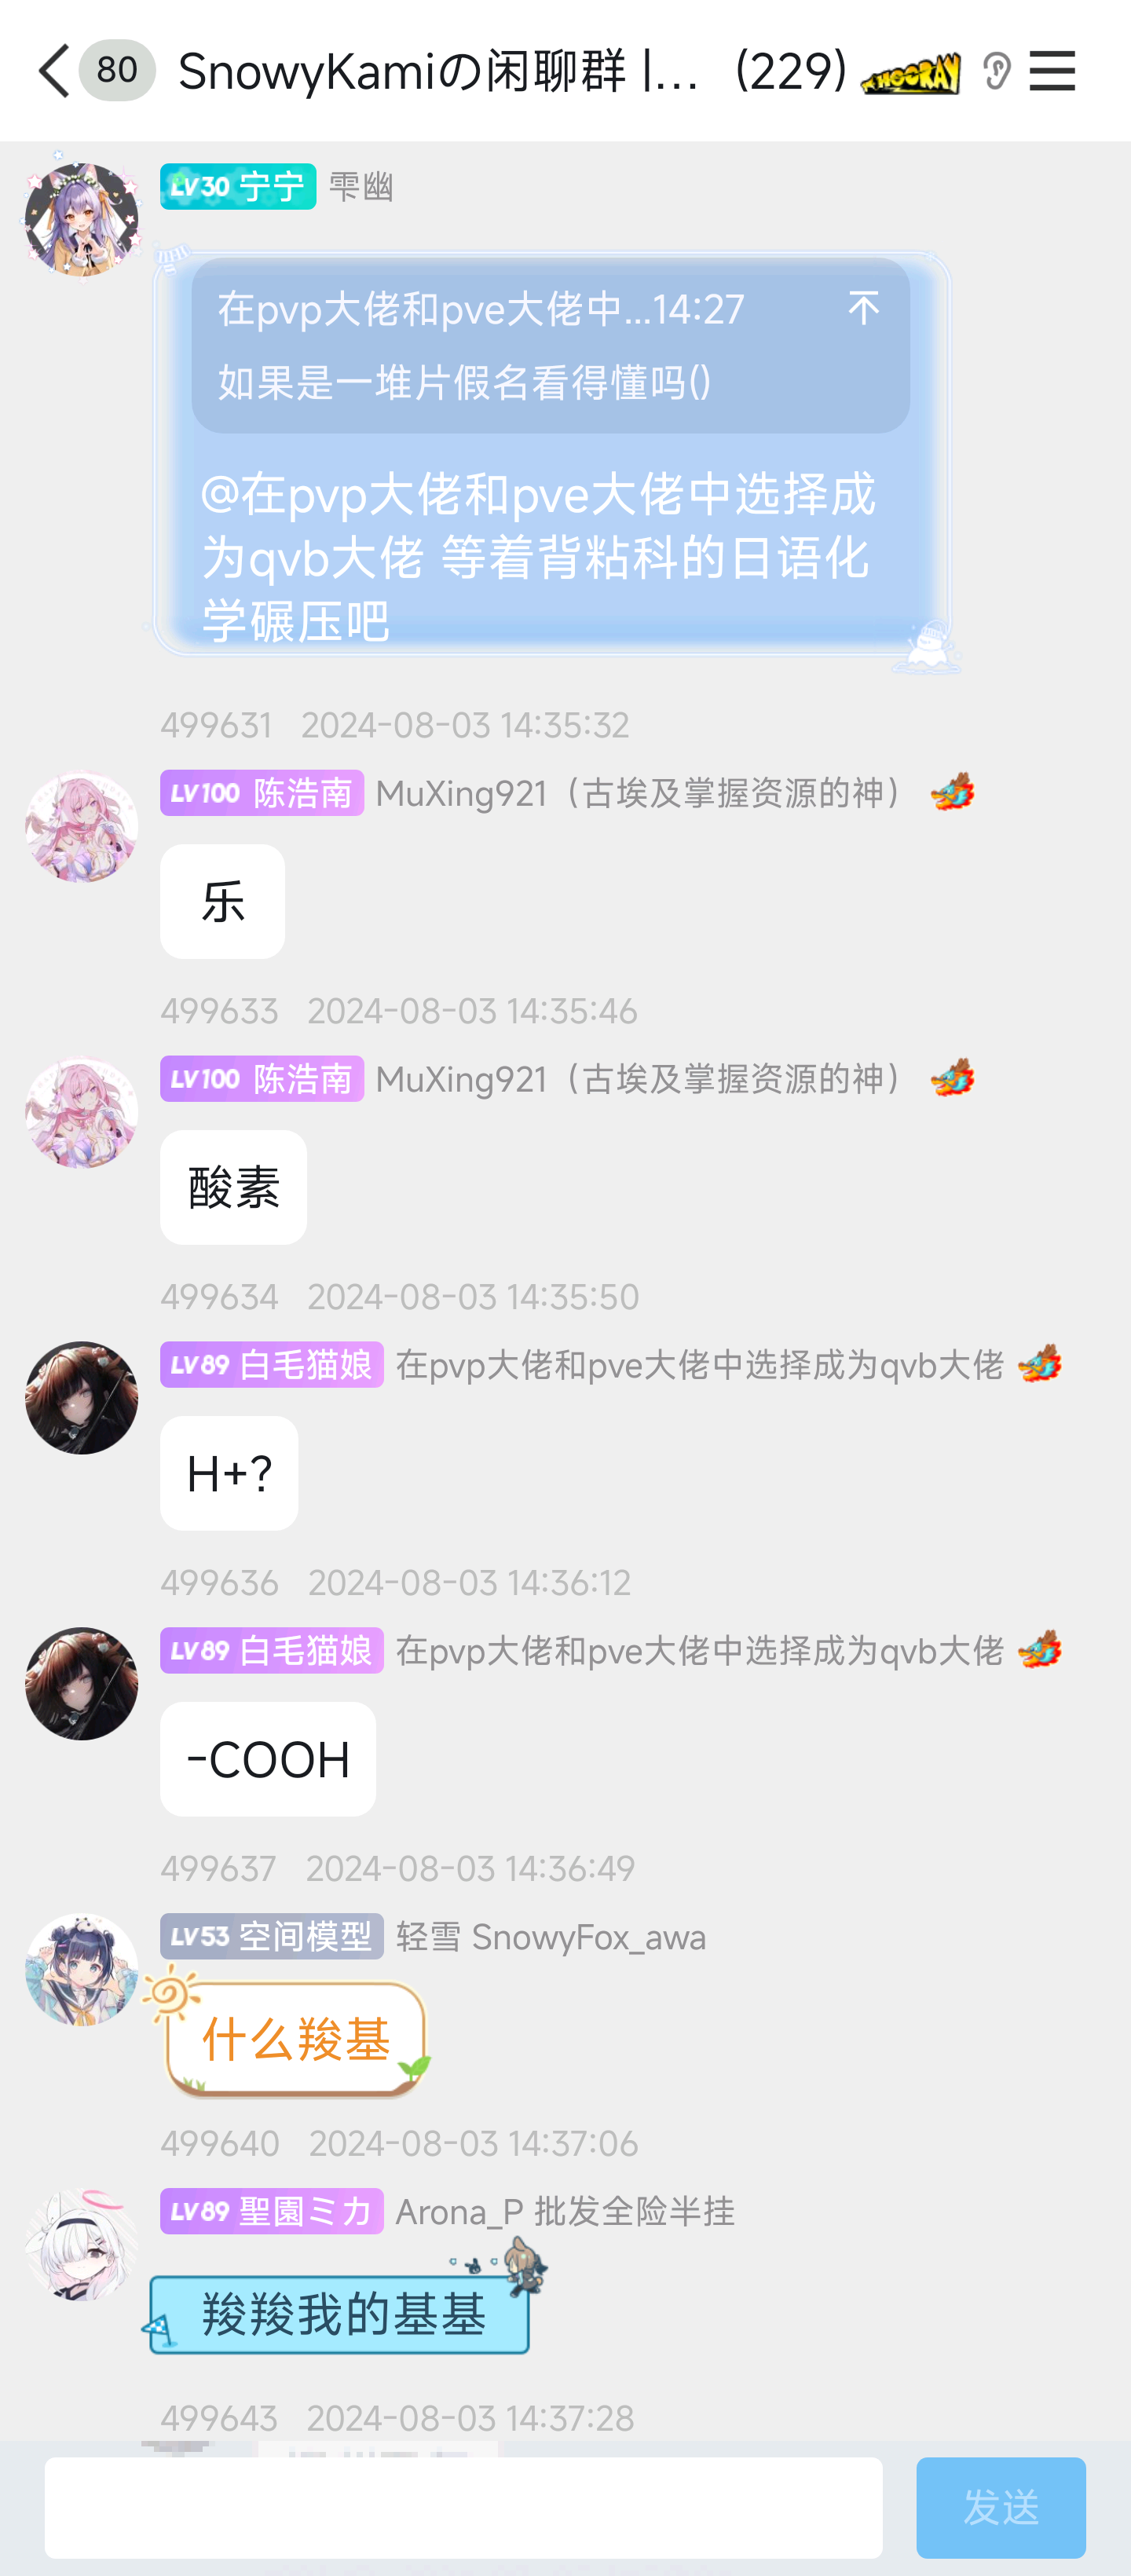 80 SnowyKamiの闲聊群 |... (229) HOORAY
LV30 宁宁 雫幽
在pvp大佬和pve大佬中...14:27
如果是一堆片假名看得懂吗()
@在pvp大佬和pve大佬中选择成
为qvb大佬 等着背粘科的日语化
学碾压吧
499631 2024-08-03 14:35:32
LV100 陈浩南 MuXing921（古埃及掌握资源的神）
乐
499633 2024-08-03 14:35:46
LV100 陈浩南 MuXing921（古埃及掌握资源的神）
酸素
499634 2024-08-03 14:35:50
LV89 白毛猫娘 在pvp大佬和pve大佬中选择成为qvb大佬
H+?
499636 2024-08-03 14:36:12
LV89 白毛猫娘 在pvp大佬和pve大佬中选择成为qvb大佬
-COOH
499637 2024-08-03 14:36:49
LV53 空间模型 轻雪 SnowyFox_awa
什么羧基
499640 2024-08-03 14:37:06
LV89 聖園ミカ Arona_P 批发全险半挂
羧羧我的基基
499643 2024-08-03 14:37:28
发送